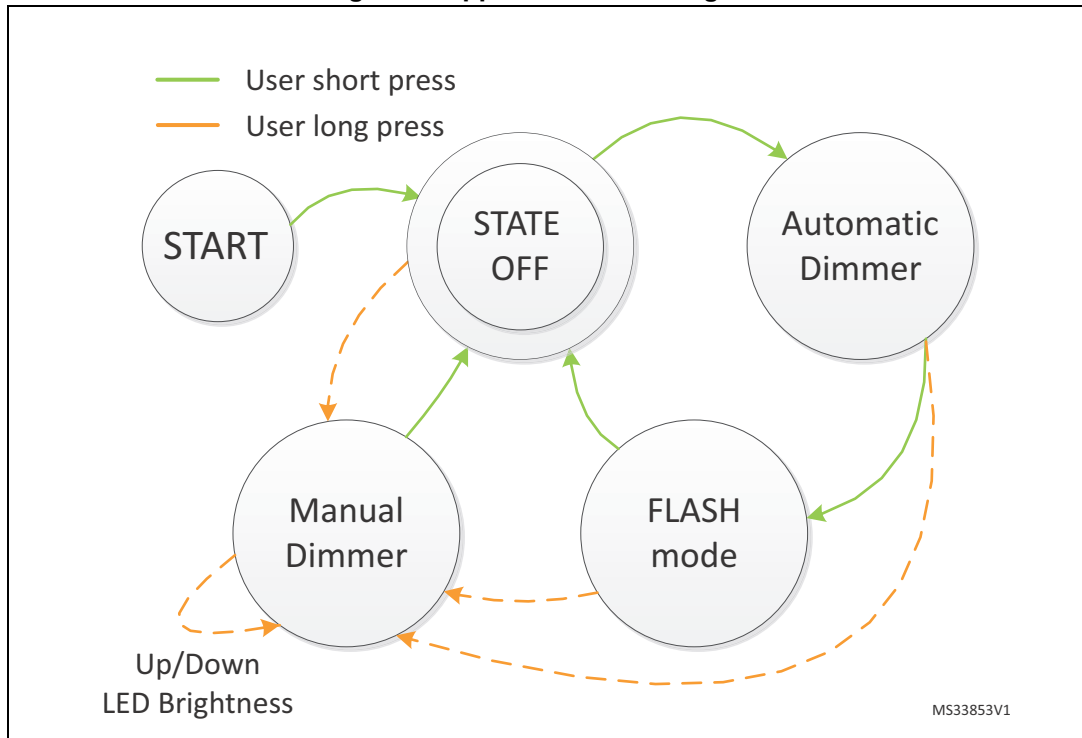 User short press
User long press
START
STATE
OFF
Automatic
Dimmer
Manual
Dimmer
FLASH
mode
Up/Down
LED Brightness
MS33853V1